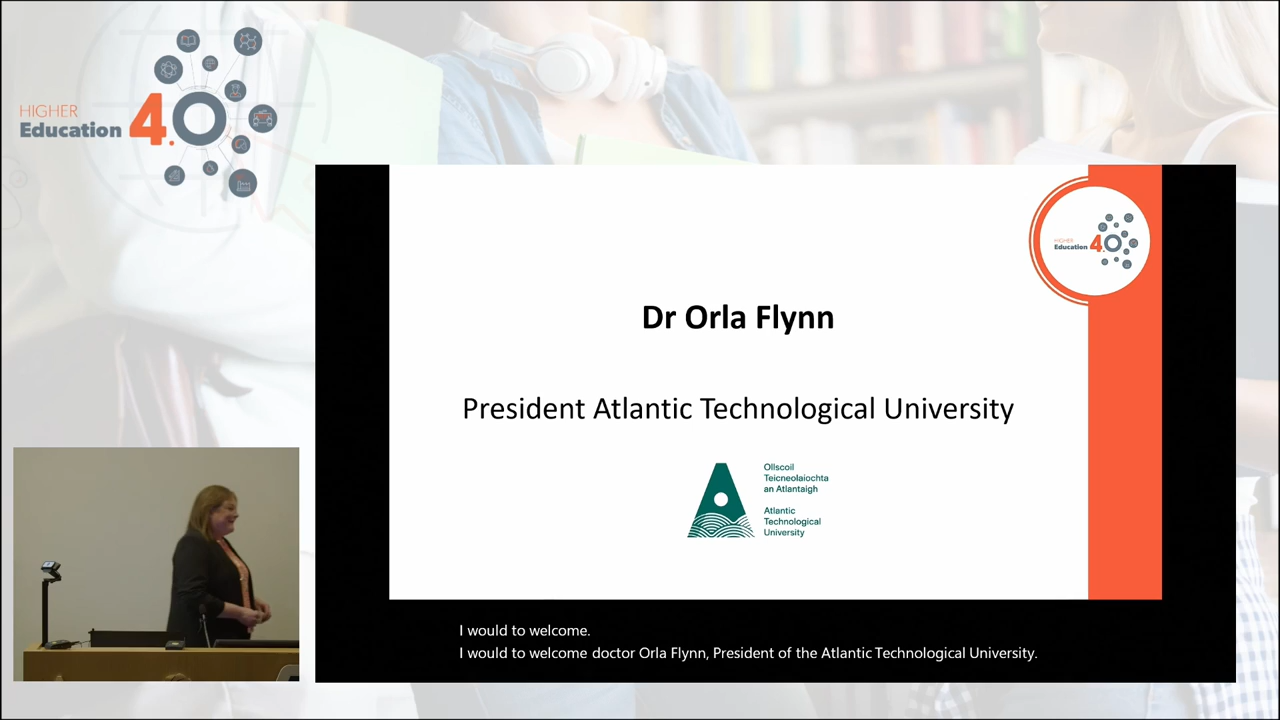 HIGHER
Education 4.0
HIGHER
Education 4.0
Dr Orla Flynn
President Atlantic Technological University
Ollscoil
Teicneolaíochta
an Atlantaigh
Atlantic
Technological
University
I would to welcome.
I would to welcome doctor Orla Flynn, President of the Atlantic Technological University.